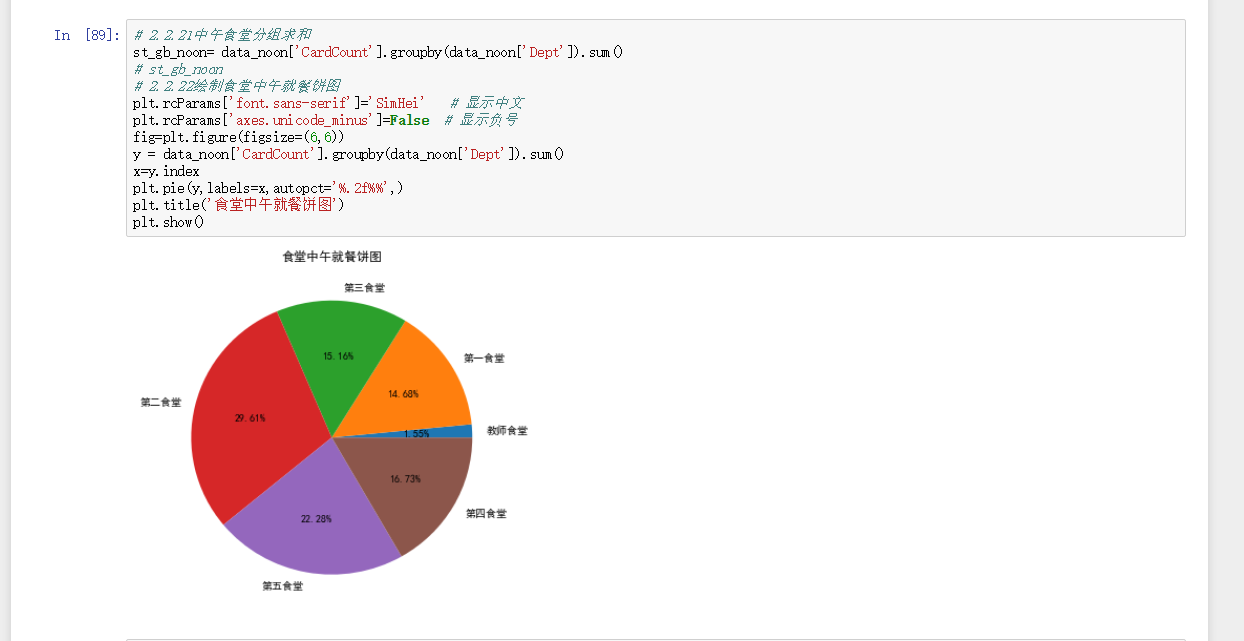 In [89]:
# 2.2.21中午食堂分组求和
st_gb_noon= data_noon['CardCount'].groupby(data_noon['Dept']).sum()
# st_gb_noon
# 2.2.22绘制食堂中午就餐饼图
plt.rcParams['font.sans-serif']='SimHei'   # 显示中文
plt.rcParams['axes.unicode_minus']=False  # 显示负号
fig=plt.figure(figsize=(6,6))
y = data_noon['CardCount'].groupby(data_noon['Dept']).sum()
x=y.index
plt.pie(y,labels=x,autopct='%.2f%%',)
plt.title('食堂中午就餐饼图')
plt.show()
食堂中午就餐饼图
第三食堂
15.16%
第一食堂
14.68%
第二食堂
29.61%
教师食堂
1.55%
16.73%
第四食堂
22.28%
第五食堂